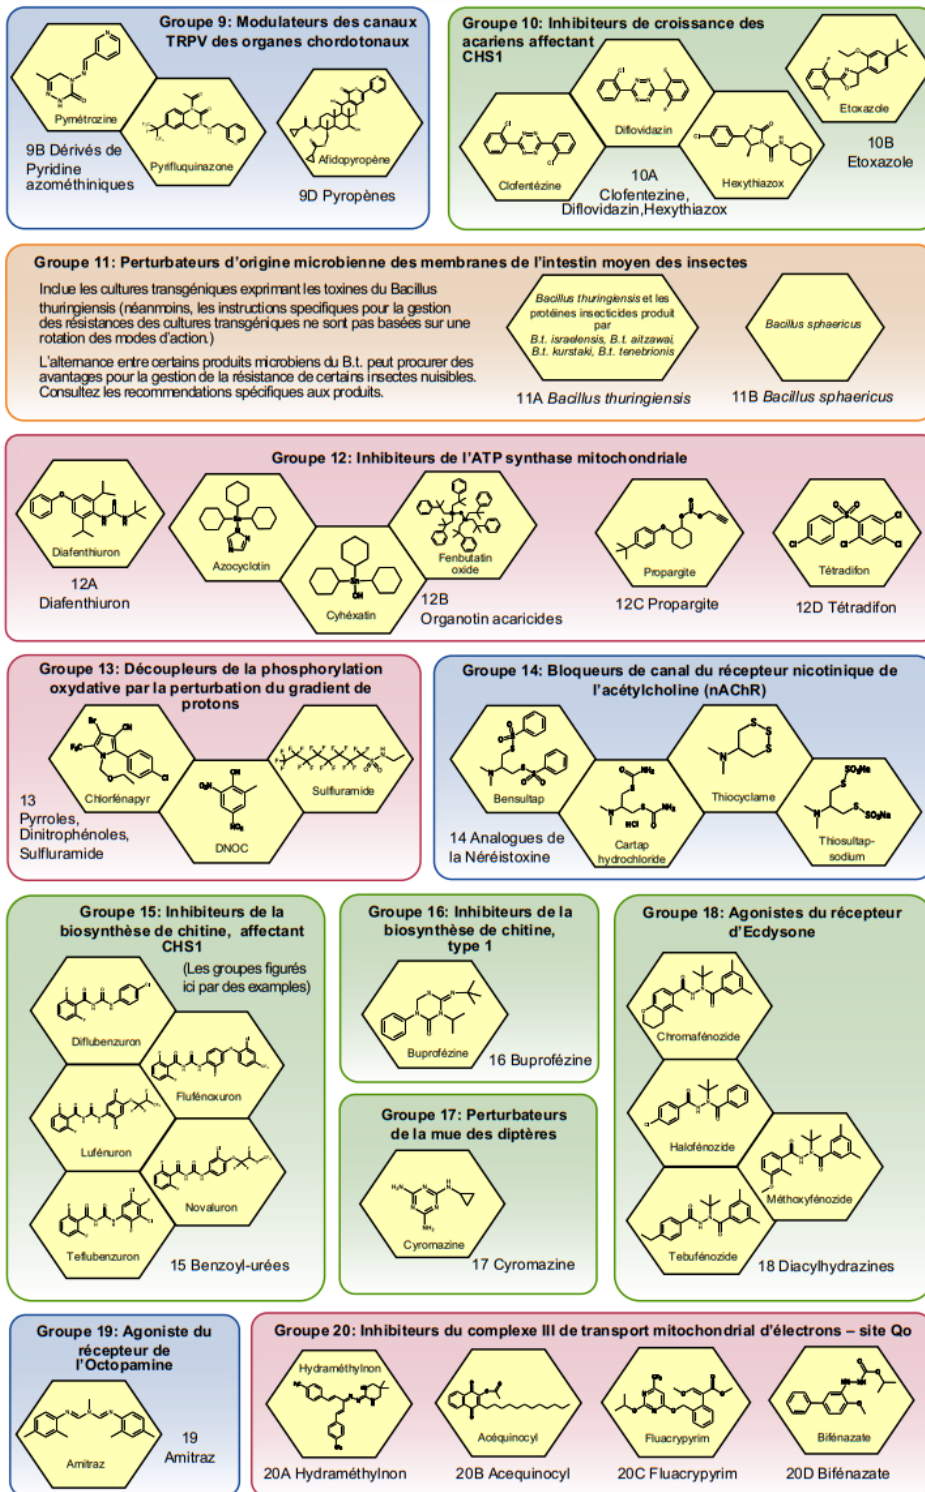 Groupe 9: Modulateurs des canaux
TRPV des organes chordotonaux
Pymétrozine
Pyrifluquinazone
Afidopyropène
9B Dérivés de
Pyridine
azométhiniques
9D Pyropènes
Groupe 10: Inhibiteurs de croissance des
acariens affectant
CHS1
Clofentézine
Diflovidazin
Hexythiazox
Etoxazole
10A
Clofentezine,
Diflovidazin,Hexythiazox
10B
Etoxazole
Groupe 11: Perturbateurs d'origine microbienne des membranes de l'intestin moyen des insectes
Inclue les cultures transgéniques exprimant les toxines du Bacillus
thuringiensis (néanmoins, les instructions specifiques pour la gestion
des résistances des cultures transgéniques ne sont pas basées sur une
rotation des modes d'action.)
L'alternance entre certains produits microbiens du B.t. peut procurer des
avantages pour la gestion de la résistance de certains insectes nuisibles.
Consultez les recommendations spécifiques aux produits.
Bacillus thuringiensis et les
protéines insecticides produit
par
B.t. israelensis, B.t. aitzawai,
B.t. kurstaki, B.t. tenebrionis
11A Bacillus thuringiensis
Bacillus sphaericus
11B Bacillus sphaericus
Groupe 12: Inhibiteurs de l'ATP synthase mitochondriale
Diafenthiuron
12A
Diafenthiuron
Azocyclotin
Cyhéxatin
Fenbutatin
oxide
12B
Organotin acaricides
Propargite
12C Propargite
Tétradifon
12D Tétradifon
Groupe 13: Découpleurs de la phosphorylation
oxydative par la perturbation du gradient de
protons
Chlorfénapyr
DNOC
Sulfluramide
13
Pyrroles,
Dinitrophénoles,
Sulfluramide
Groupe 14: Bloqueurs de canal du récepteur nicotinique de
l'acétylcholine (nAChR)
Bensultap
Cartap
hydrochloride
Thiocyclame
Thiosultap-
sodium
14 Analogues de
la Néréistoxine
Groupe 15: Inhibiteurs de la
biosynthèse de chitine, affectant
CHS1
(Les groupes figurés
ici par des examples)
Diflubenzuron
Flufénoxuron
Lufénuron
Novaluron
Teflubenzuron
15 Benzoyl-urées
Groupe 16: Inhibiteurs de la
biosynthèse de chitine,
type 1
Buprofézine
16 Buprofézine
Groupe 17: Perturbateurs
de la mue des diptères
Cyromazine
17 Cyromazine
Groupe 18: Agonistes du récepteur
d'Ecdysone
Chromafénozide
Halofénozide
Méthoxyfénozide
Tebufénozide
18 Diacylhydrazines
Groupe 19: Agoniste du
récepteur de
l'Octopamine
Amitraz
19
Amitraz
Groupe 20: Inhibiteurs du complexe III de transport mitochondrial d'électrons – site Qo
Hydraméthylnon
20A Hydraméthylnon
Acéquinocyl
20B Acequinocyl
Fluacrypyrim
20C Fluacrypyrim
Bifénazate
20D Bifénazate